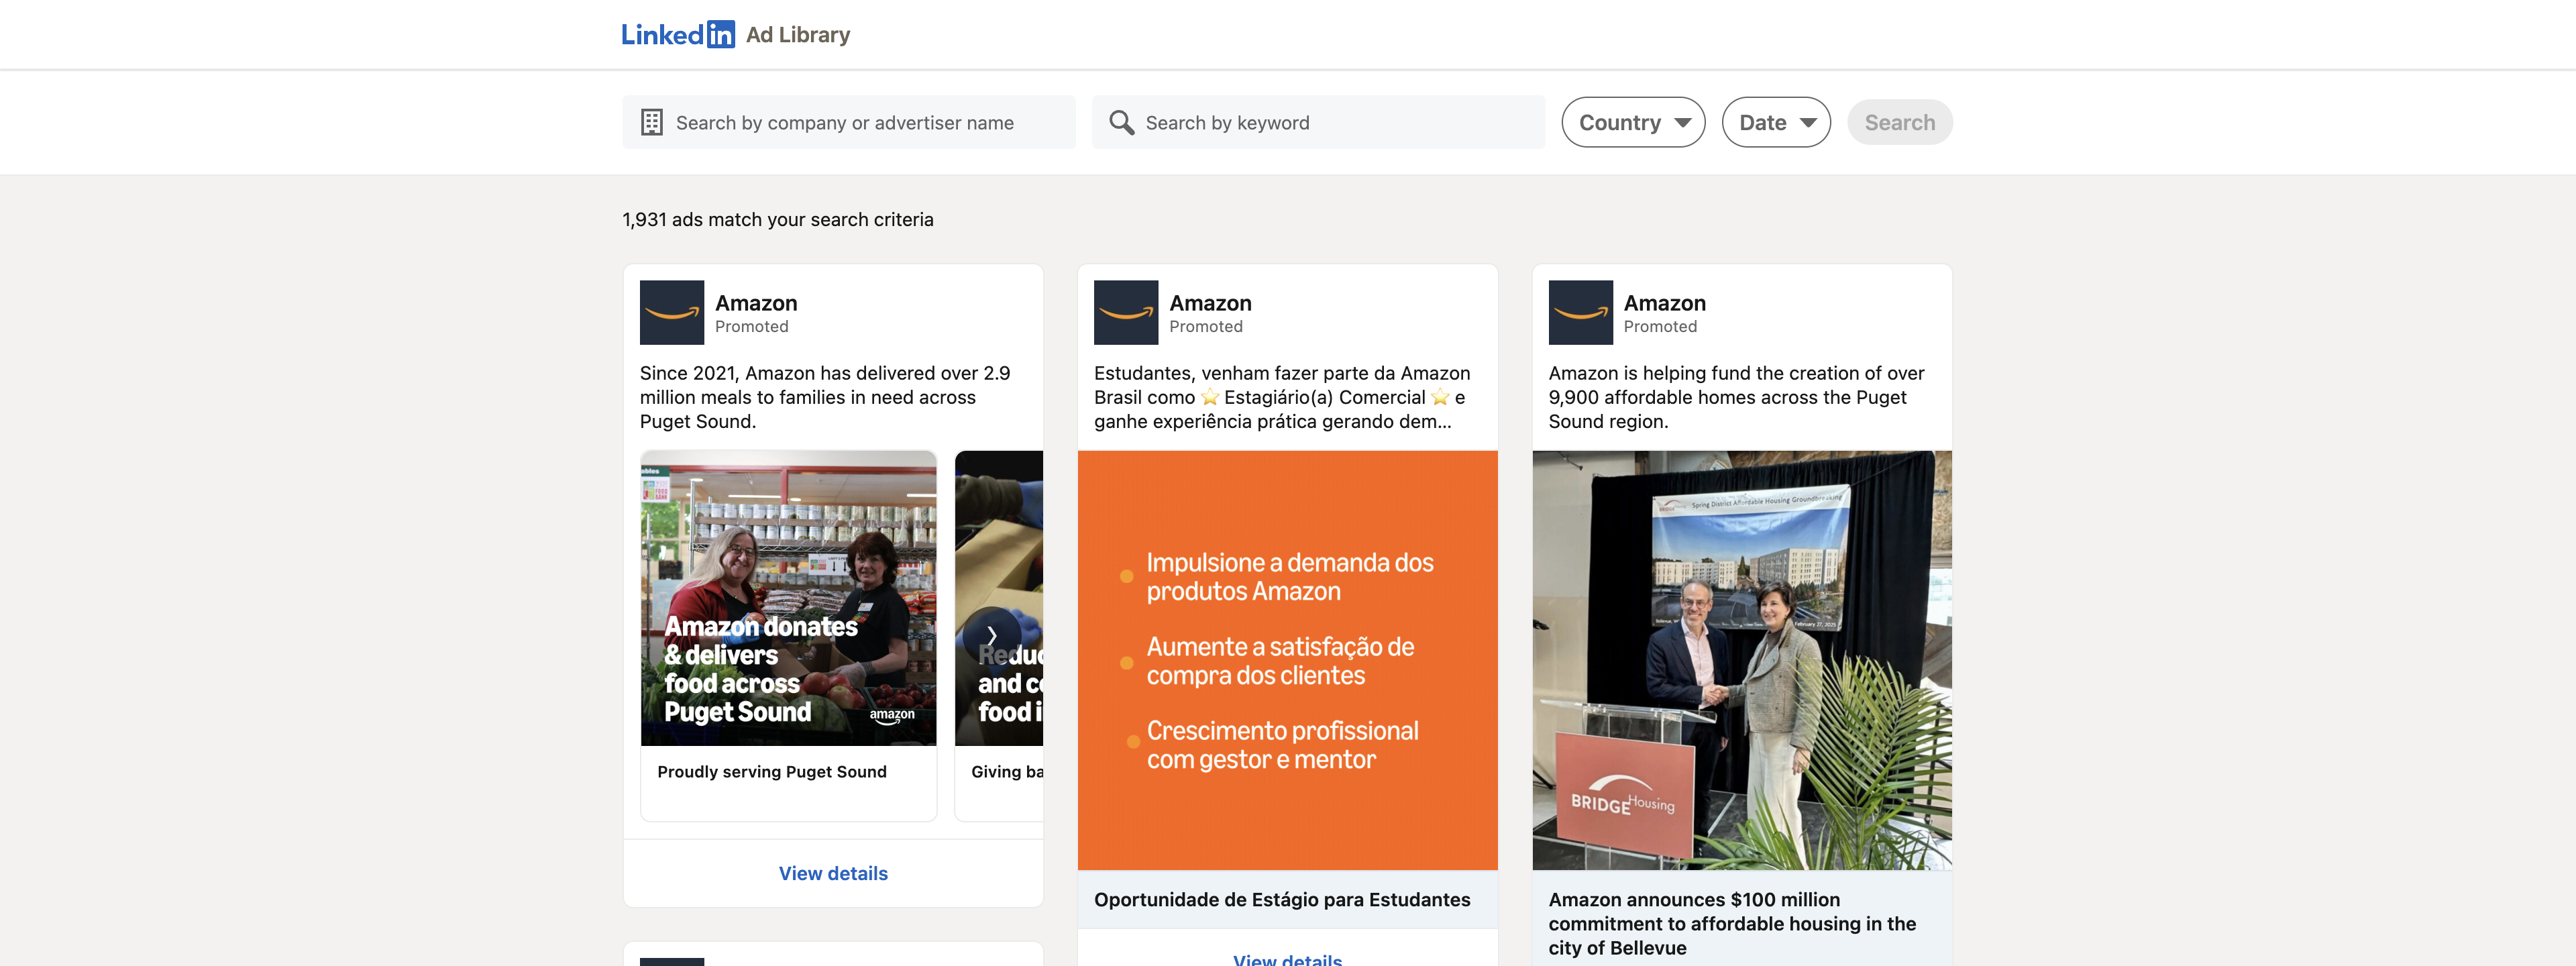 LinkedIn Ad Library
Search by company or advertiser name
Search by keyword
Country
Date
Search
1,931 ads match your search criteria
Amazon
Promoted
Since 2021, Amazon has delivered over 2.9
million meals to families in need across
Puget Sound.
FOOD
BANK
Amazon donates
& delivers
food across
Puget Sound
amazon
Proudly serving Puget Sound
Reduc
and co
food i
Giving ba
View details
Amazon
Promoted
Estudantes, venham fazer parte da Amazon
Brasil como ⭐ Estagiário(a) Comercial ⭐ e
ganhe experiência prática gerando dem...
Impulsione a demanda dos
produtos Amazon
Aumente a satisfação de
compra dos clientes
Crescimento profissional
com gestor e mentor
Oportunidade de Estágio para Estudantes
View details
Amazon
Promoted
Amazon is helping fund the creation of over
9,900 affordable homes across the Puget
Sound region.
BRIDGE Spring District Affordable Housing Groundbreaking
February 27, 2025
BRIDGE Housing
Amazon announces $100 million
commitment to affordable housing in the
city of Bellevue